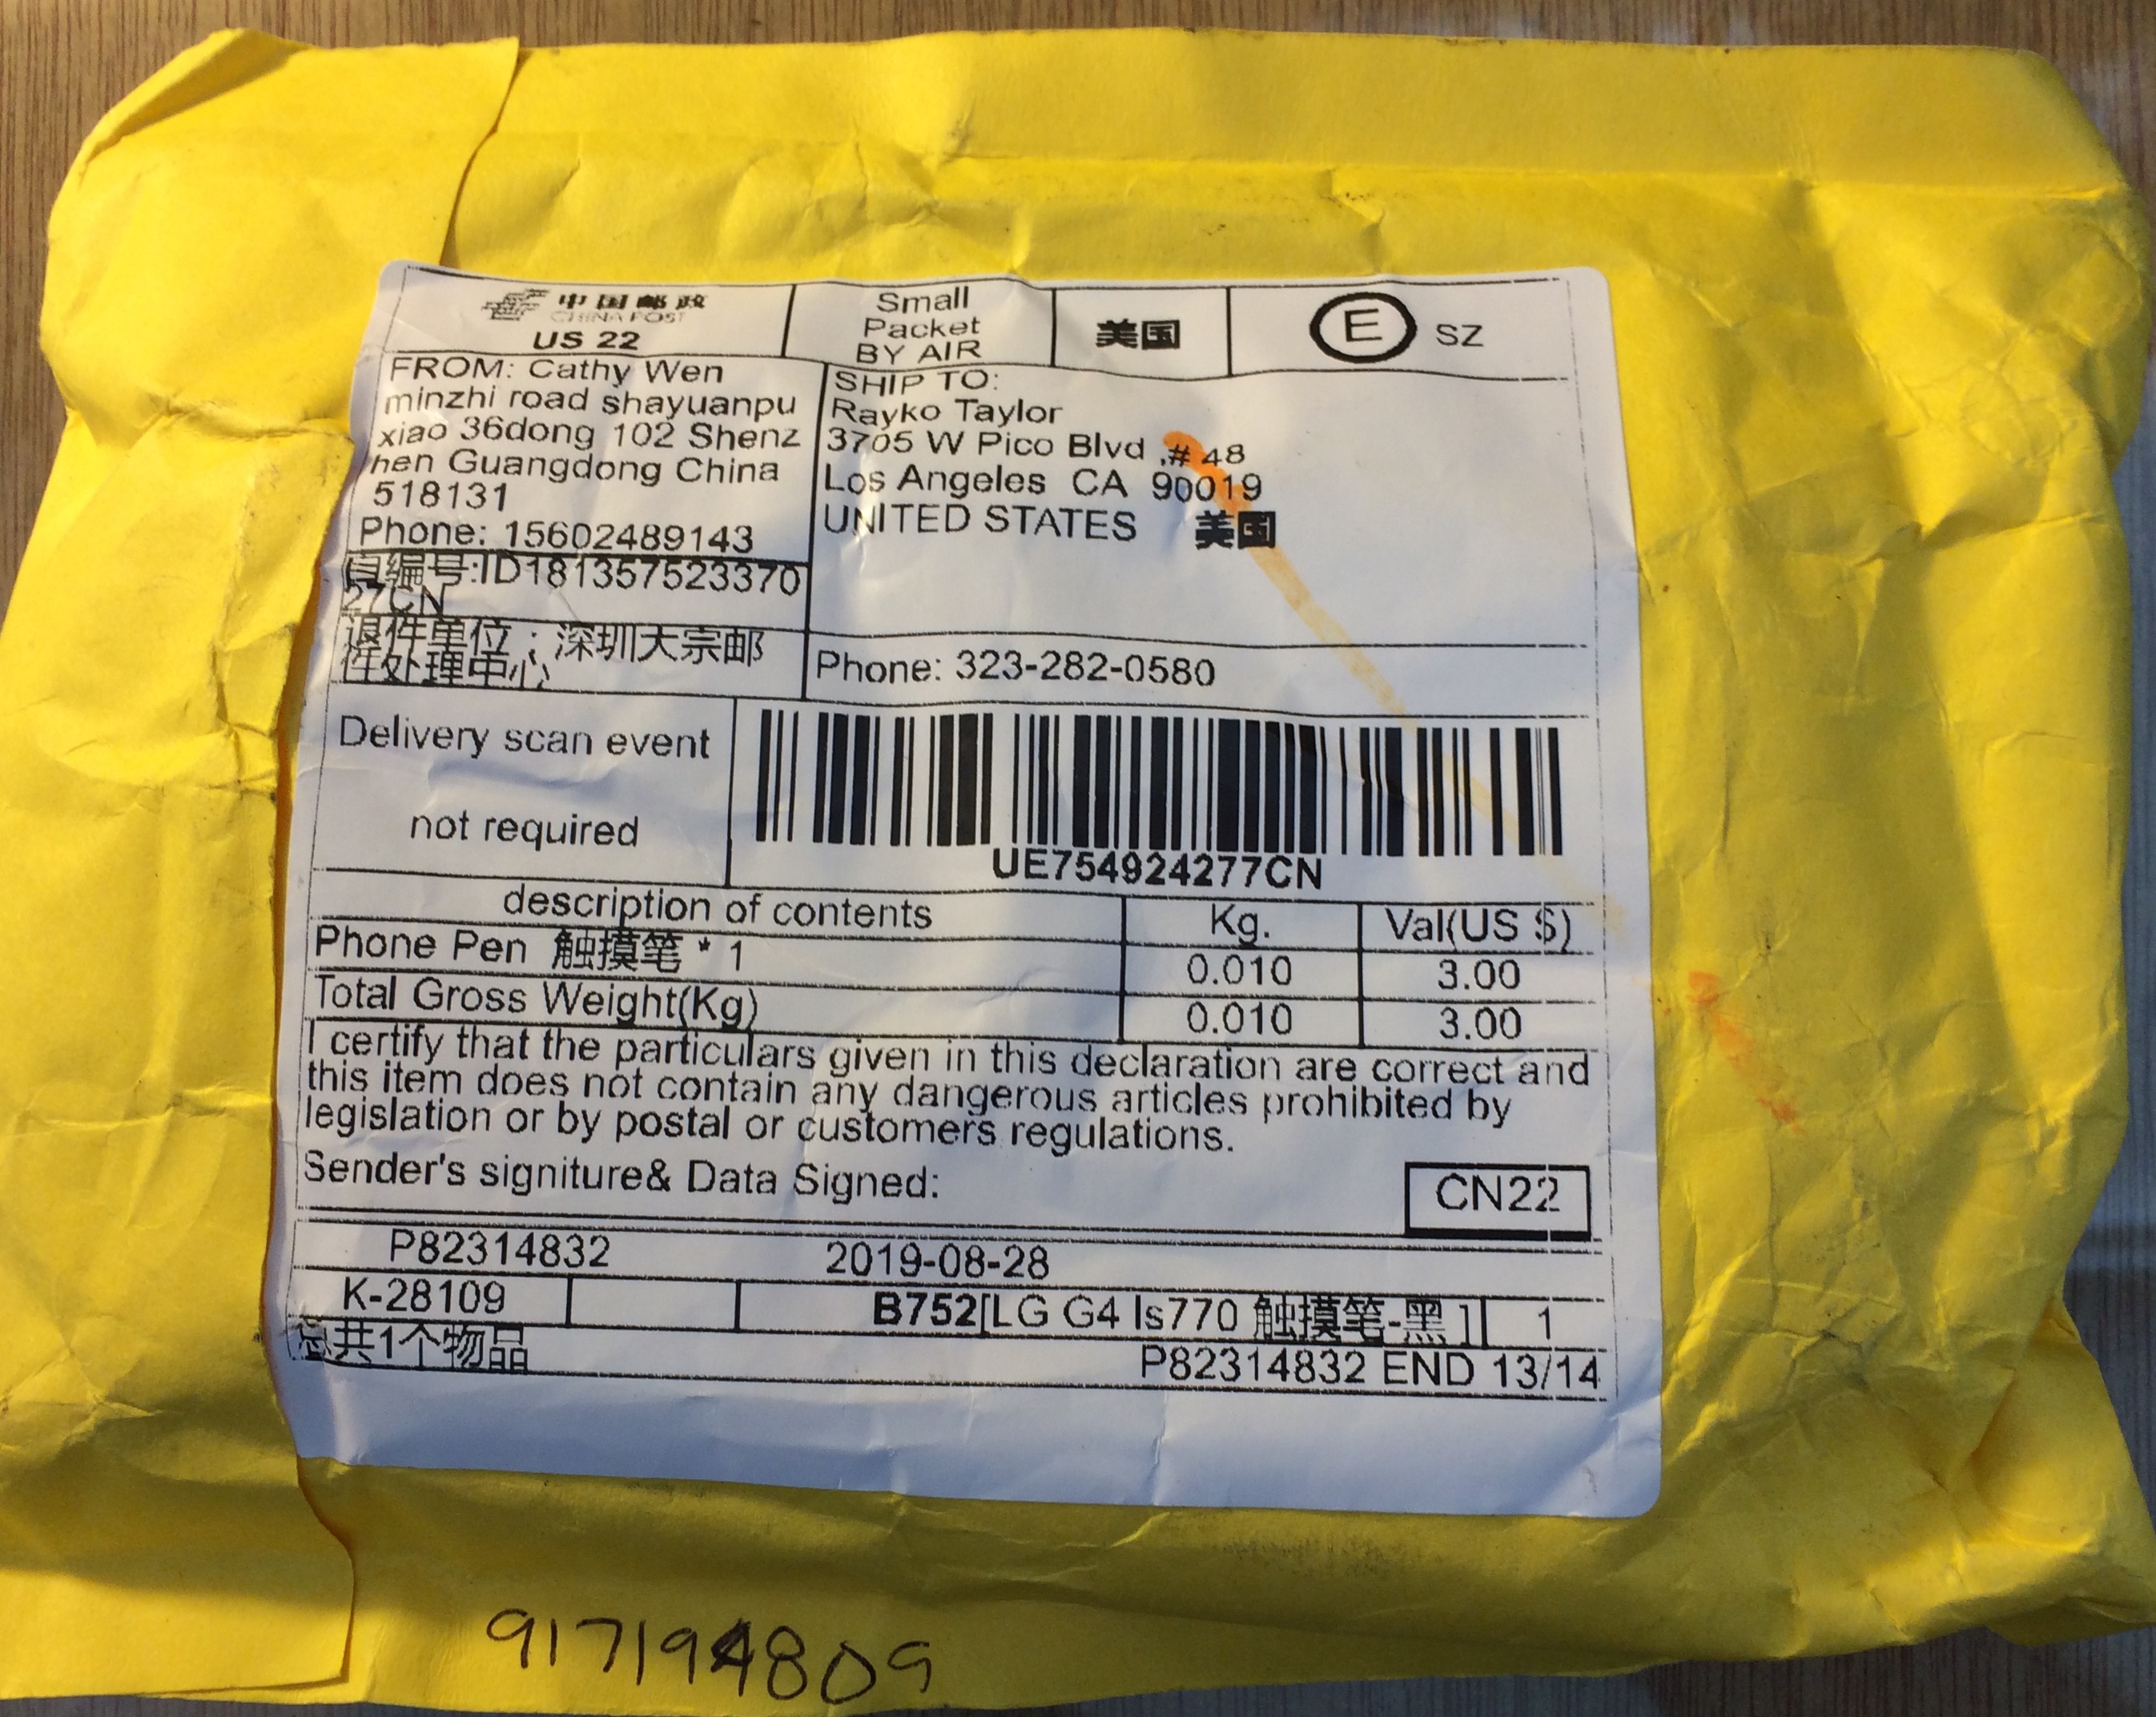 中国邮政
CHINA POST
US 22
Small
Packet
BY AIR
美国
E SZ
FROM: Cathy Wen
minzhi road shayuanpu
xiao 36dong 102 Shenz
hen Guangdong China
518131
Phone: 15602489143
SHIP TO:
Rayko Taylor
3705 W Pico Blvd ,# 48
Los Angeles CA 90019
UNITED STATES 美国
编号:ID181357523370
27CN
退件单位：深圳大宗邮
件处理中心
Phone: 323-282-0580
Delivery scan event
not required
UE754924277CN
description of contents Kg. Val(US $)
Phone Pen 触摸笔 * 1 0.010 3.00
Total Gross Weight(Kg) 0.010 3.00
I certify that the particulars given in this declaration are correct and
this item does not contain any dangerous articles prohibited by
legislation or by postal or customers regulations.
Sender's signiture& Data Signed:
CN22
P82314832 2019-08-28
K-28109 B752[LG G4 ls770 触摸笔-黑 ] 1
总共1个物品
P82314832 END 13/14
917194809